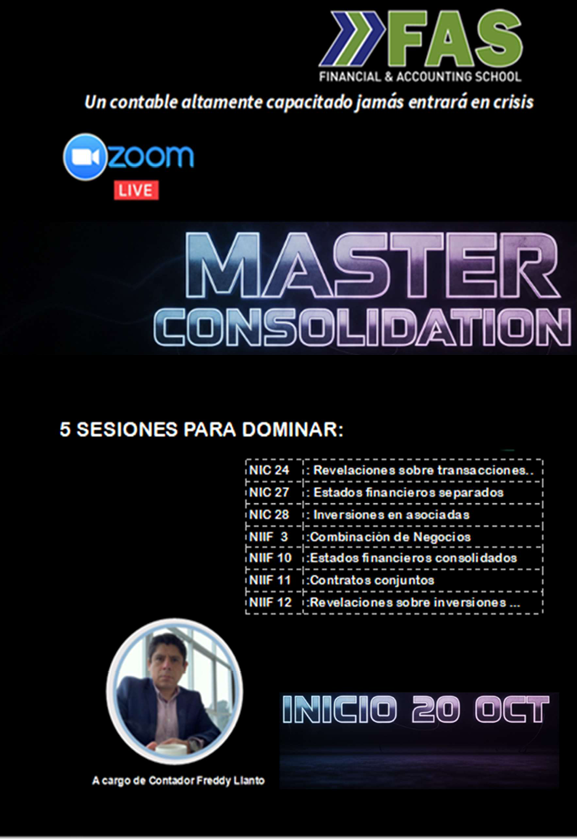 FAS
FINANCIAL & ACCOUNTING SCHOOL
Un contable altamente capacitado jamás entrará en crisis
zoom
LIVE
MASTER
CONSOLIDATION
5 SESIONES PARA DOMINAR:
NIC 24 : Revelaciones sobre transacciones..
NIC 27 : Estados financieros separados
NIC 28 : Inversiones en asociadas
NIIF 3 :Combinación de Negocios
NIIF 10 :Estados financieros consolidados
NIIF 11 :Contratos conjuntos
NIIF 12 :Revelaciones sobre inversiones ...
INICIO 20 OCT
A cargo de Contador Freddy Llanto